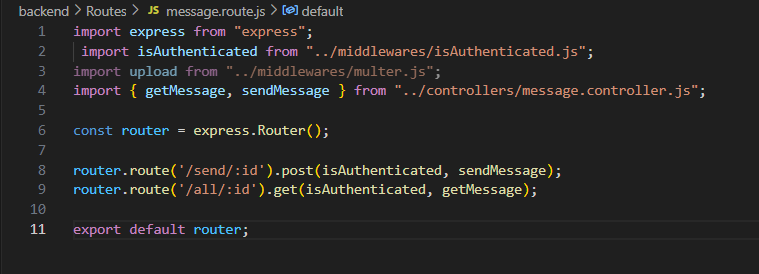 backend > Routes > JS message.route.js > default
1 import express from "express";
2  import isAuthenticated from "../middlewares/isAuthenticated.js";
3 import upload from "../middlewares/multer.js";
4 import { getMessage, sendMessage } from "../controllers/message.controller.js";
5
6 const router = express.Router();
7
8 router.route('/send/:id').post(isAuthenticated, sendMessage);
9 router.route('/all/:id').get(isAuthenticated, getMessage);
10
11 export default router;